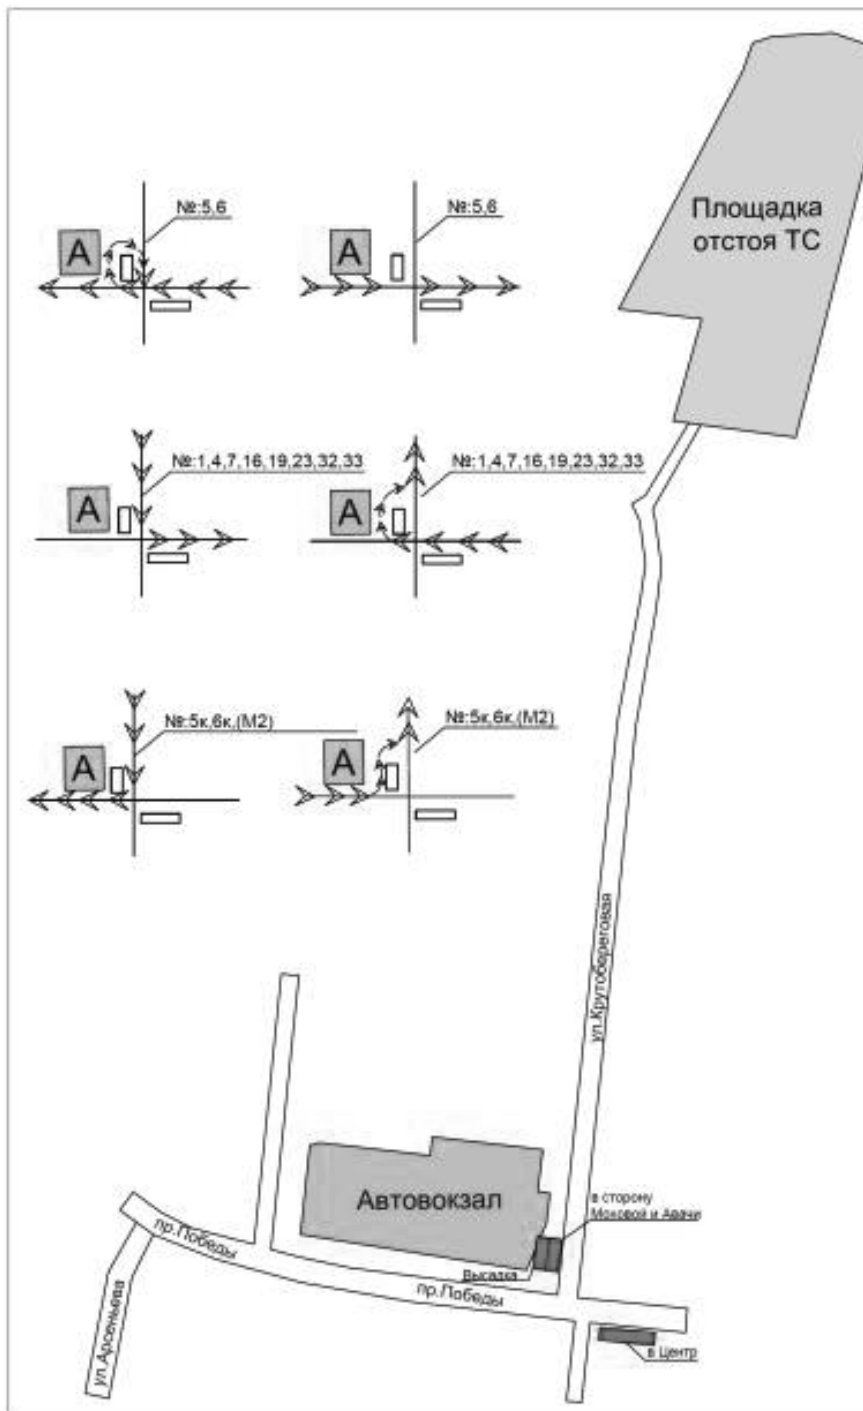 Площадка
отстоя ТС
№:5,6
№:5,6
А
А
№:1,4,7,16,19,23,32,33
№:1,4,7,16,19,23,32,33
А
А
№:5к,6к,(М2)
№:5к,6к,(М2)
А
А
ул.Крутобереговая
Автовокзал
в сторону
Моховой и Авачи
пр.Победы
Высадка
пр.Победы
ул.Арсеньева
в Центр